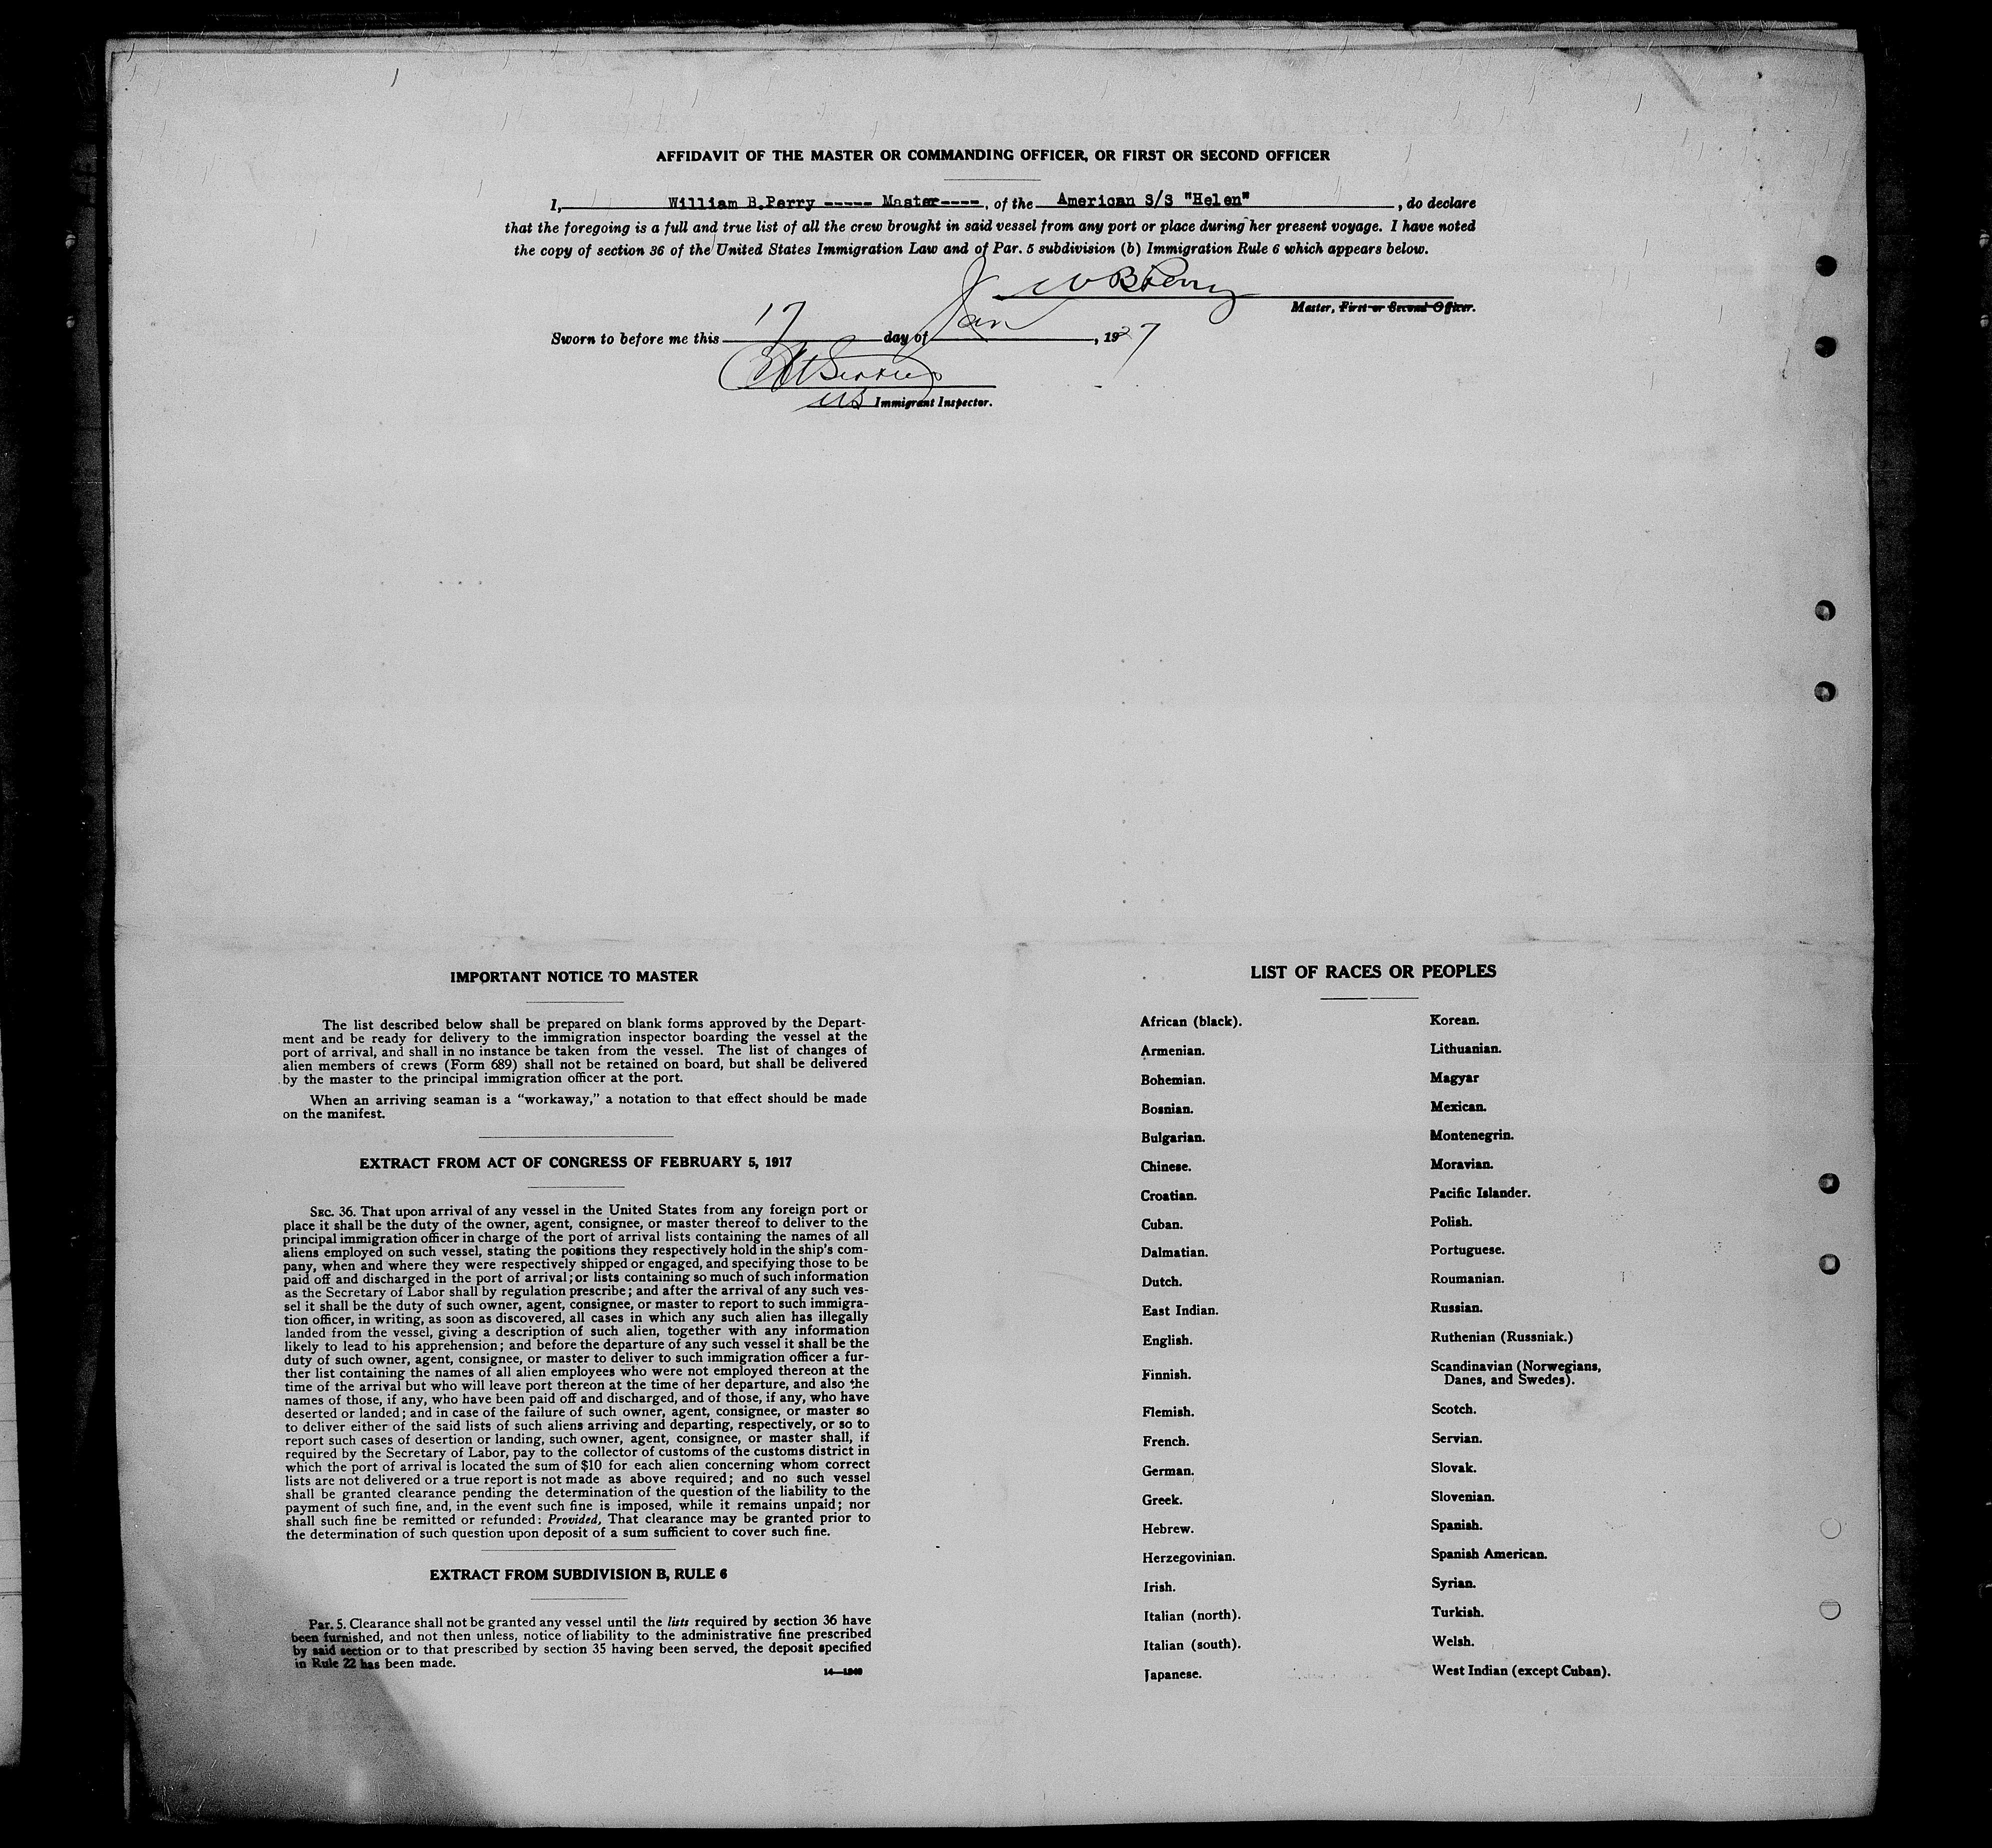 AFFIDAVIT OF THE MASTER OR COMMANDING OFFICER, OR FIRST OR SECOND OFFICER
I, William B.Perry ----- Master----, of the American S/S "Helen", do declare
that the foregoing is a full and true list of all the crew brought in said vessel from any port or place during her present voyage. I have noted
the copy of section 36 of the United States Immigration Law and of Par. 5 subdivision (b) Immigration Rule 6 which appears below.
W B Perry
Master, First or Second Officer.
Sworn to before me this 17 day of Jan, 1927
US Immigrant Inspector.
IMPORTANT NOTICE TO MASTER
The list described below shall be prepared on blank forms approved by the Depart-
ment and be ready for delivery to the immigration inspector boarding the vessel at the
port of arrival, and shall in no instance be taken from the vessel. The list of changes of
alien members of crews (Form 689) shall not be retained on board, but shall be delivered
by the master to the principal immigration officer at the port.
When an arriving seaman is a "workaway," a notation to that effect should be made
on the manifest.
EXTRACT FROM ACT OF CONGRESS OF FEBRUARY 5, 1917
SEC. 36. That upon arrival of any vessel in the United States from any foreign port or
place it shall be the duty of the owner, agent, consignee, or master thereof to deliver to the
principal immigration officer in charge of the port of arrival lists containing the names of all
aliens employed on such vessel, stating the positions they respectively hold in the ship's com-
pany, when and where they were respectively shipped or engaged, and specifying those to be
paid off and discharged in the port of arrival; or lists containing so much of such information
as the Secretary of Labor shall by regulation prescribe; and after the arrival of any such ves-
sel it shall be the duty of such owner, agent, consignee, or master to report to such immigra-
tion officer, in writing, as soon as discovered, all cases in which any such alien has illegally
landed from the vessel, giving a description of such alien, together with any information
likely to lead to his apprehension; and before the departure of any such vessel it shall be the
duty of such owner, agent, consignee, or master to deliver to such immigration officer a fur-
ther list containing the names of all alien employees who were not employed thereon at the
time of the arrival but who will leave port thereon at the time of her departure, and also the
names of those, if any, who have been paid off and discharged, and of those, if any, who have
deserted or landed; and in case of the failure of such owner, agent, consignee, or master so
to deliver either of the said lists of such aliens arriving and departing, respectively, or so to
report such cases of desertion or landing, such owner, agent, consignee, or master shall, if
required by the Secretary of Labor, pay to the collector of customs of the customs district in
which the port of arrival is located the sum of $10 for each alien concerning whom correct
lists are not delivered or a true report is not made as above required; and no such vessel
shall be granted clearance pending the determination of the question of the liability to the
payment of such fine, and, in the event such fine is imposed, while it remains unpaid; nor
shall such fine be remitted or refunded: Provided, That clearance may be granted prior to
the determination of such question upon deposit of a sum sufficient to cover such fine.
EXTRACT FROM SUBDIVISION B, RULE 6
Par. 5. Clearance shall not be granted any vessel until the lists required by section 36 have
been furnished, and not then unless, notice of liability to the administrative fine prescribed
by said section or to that prescribed by section 35 having been served, the deposit specified
in Rule 22 has been made.
14—1940
LIST OF RACES OR PEOPLES
African (black).
Armenian.
Bohemian.
Bosnian.
Bulgarian.
Chinese.
Croatian.
Cuban.
Dalmatian.
Dutch.
East Indian.
English.
Finnish.
Flemish.
French.
German.
Greek.
Hebrew.
Herzegovinian.
Irish.
Italian (north).
Italian (south).
Japanese.
Korean.
Lithuanian.
Magyar
Mexican.
Montenegrin.
Moravian.
Pacific Islander.
Polish.
Portuguese.
Roumanian.
Russian.
Ruthenian (Russniak.)
Scandinavian (Norwegians,
Danes, and Swedes).
Scotch.
Servian.
Slovak.
Slovenian.
Spanish.
Spanish American.
Syrian.
Turkish.
Welsh.
West Indian (except Cuban).